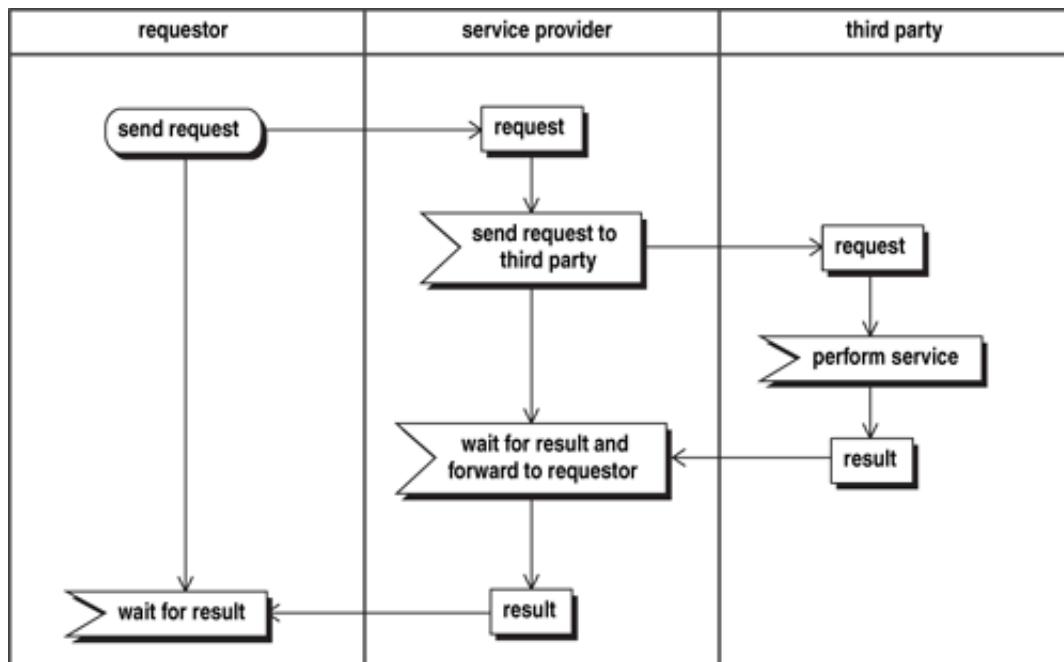 requestor
service provider
third party
send request
request
send request to
third party
request
perform service
wait for result and
forward to requestor
result
wait for result
result